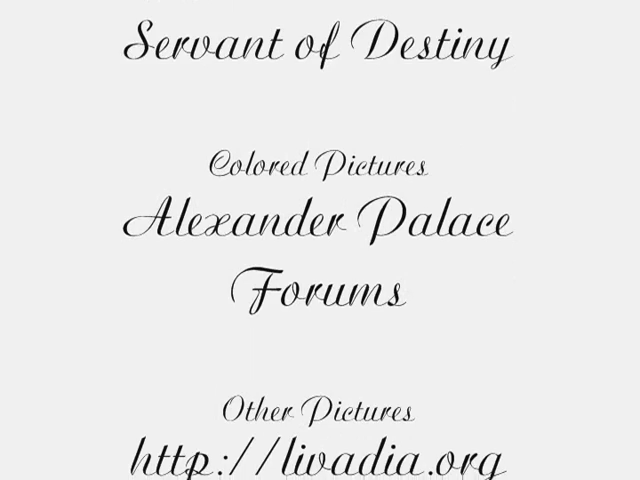 Servant of Destiny
Colored Pictures
Alexander Palace
Forums
Other Pictures
http://livadia.org